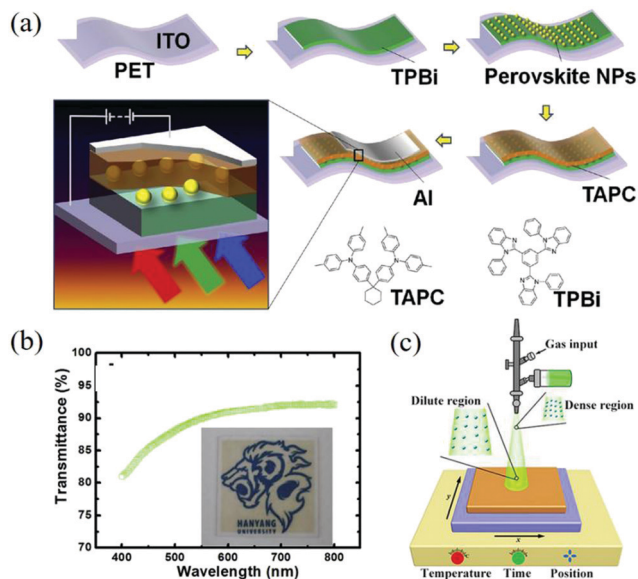 (a)
ITO
PET
TPBi
Perovskite NPs
Al
TAPC
TAPC
TPBi
N
N
N
N
N
N
N
N
(b)
Transmittance (%)
100
95
90
85
80
75
70
400
500
600
700
800
Wavelength (nm)
HANYANG
UNIVERSITY
(c)
Gas input
Dilute region
Dense region
y
x
Temperature
Time
Position